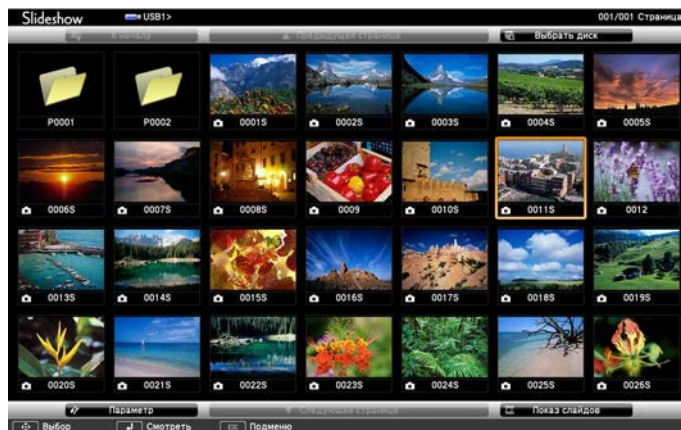 Slideshow USB1> 001/001 Страница
К началу Предыдущая страница Выбрать диск
P0001 P0002 0001S 0002S 0003S 0004S 0005S
0006S 0007S 0008S 0009 0010S 0011S 0012
0013S 0014S 0015S 0016S 0017S 0018S 0019S
0020S 0021S 0022S 0023S 0024S 0025S 0026S
Параметр Следующая страница Показ слайдов
Выбор Смотреть Подменю